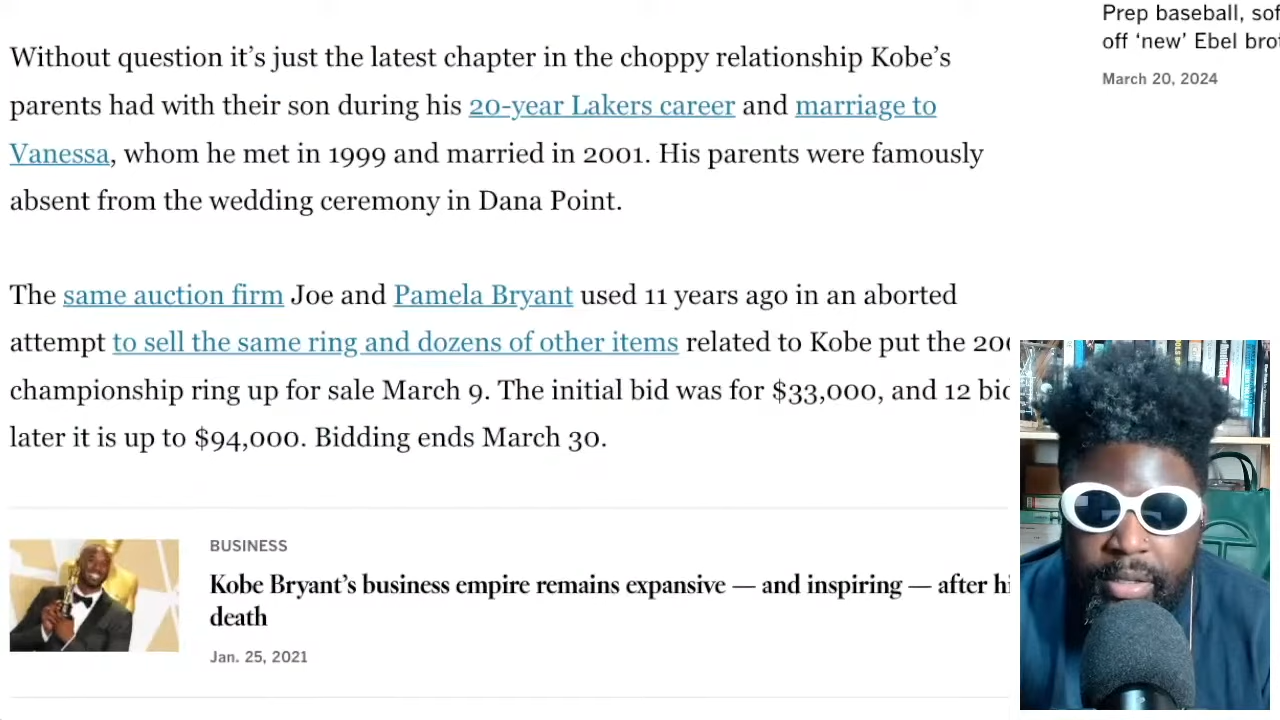 Prep baseball, sof
off ‘new’ Ebel bro
March 20, 2024
Without question it’s just the latest chapter in the choppy relationship Kobe’s
parents had with their son during his 20-year Lakers career and marriage to
Vanessa, whom he met in 1999 and married in 2001. His parents were famously
absent from the wedding ceremony in Dana Point.
The same auction firm Joe and Pamela Bryant used 11 years ago in an aborted
attempt to sell the same ring and dozens of other items related to Kobe put the 200
championship ring up for sale March 9. The initial bid was for $33,000, and 12 bid
later it is up to $94,000. Bidding ends March 30.
BUSINESS
Kobe Bryant’s business empire remains expansive — and inspiring — after hi
death
Jan. 25, 2021